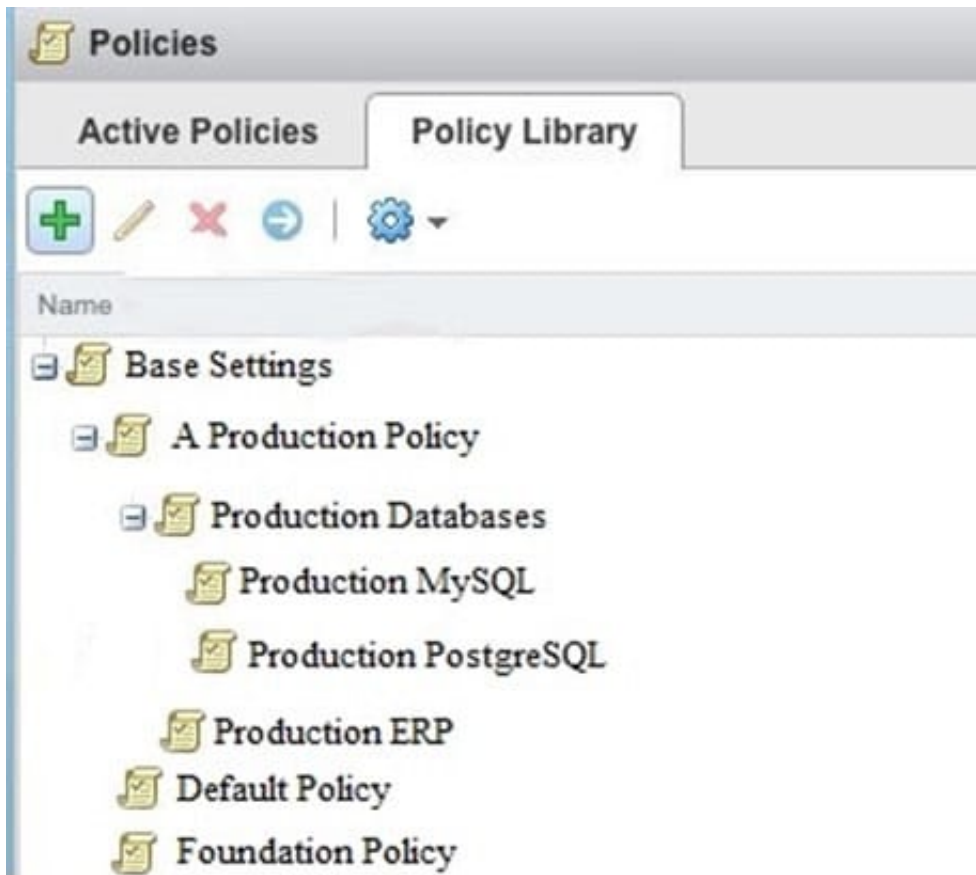 Policies
Active Policies Policy Library
Name
Base Settings
A Production Policy
Production Databases
Production MySQL
Production PostgreSQL
Production ERP
Default Policy
Foundation Policy